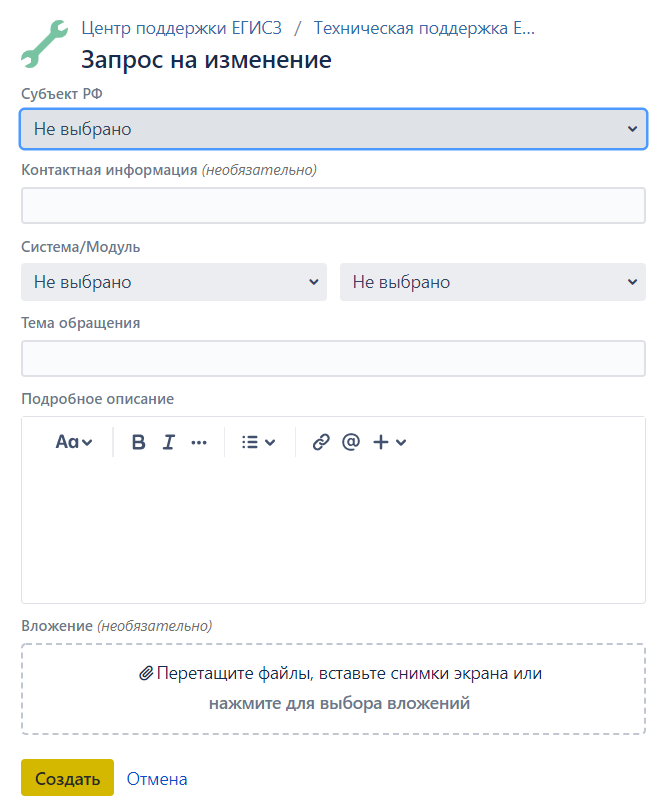 Центр поддержки ЕГИСЗ / Техническая поддержка Е...
Запрос на изменение
Субъект РФ
Не выбрано
Контактная информация (необязательно)
Система/Модуль
Не выбрано Не выбрано
Тема обращения
Подробное описание
Aa B I ... @ +
Вложение (необязательно)
Перетащите файлы, вставьте снимки экрана или
нажмите для выбора вложений
Создать Отмена